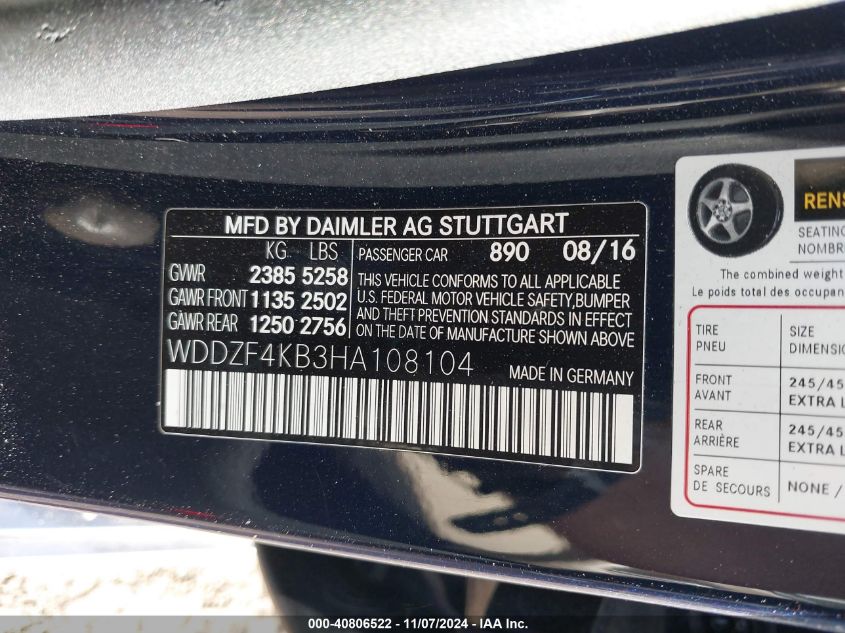 MFD BY DAIMLER AG STUTTGART
KG LBS
GVWR 2385 5258
GAWR FRONT 1135 2502
GAWR REAR 1250 2756
PASSENGER CAR 890 08/16
THIS VEHICLE CONFORMS TO ALL APPLICABLE
U.S. FEDERAL MOTOR VEHICLE SAFETY, BUMPER
AND THEFT PREVENTION STANDARDS IN EFFECT
ON THE DATE OF MANUFACTURE SHOWN ABOVE
WDDZF4KB3HA108104 MADE IN GERMANY
RENS
SEATING
NOMBR
The combined weight
Le poids total des occupan
TIRE SIZE
PNEU DIMENSIO
FRONT 245/45
AVANT EXTRA L
REAR 245/45
ARRIÈRE EXTRA L
SPARE NONE /
DE SECOURS
000-40806522 - 11/07/2024 - IAA Inc.